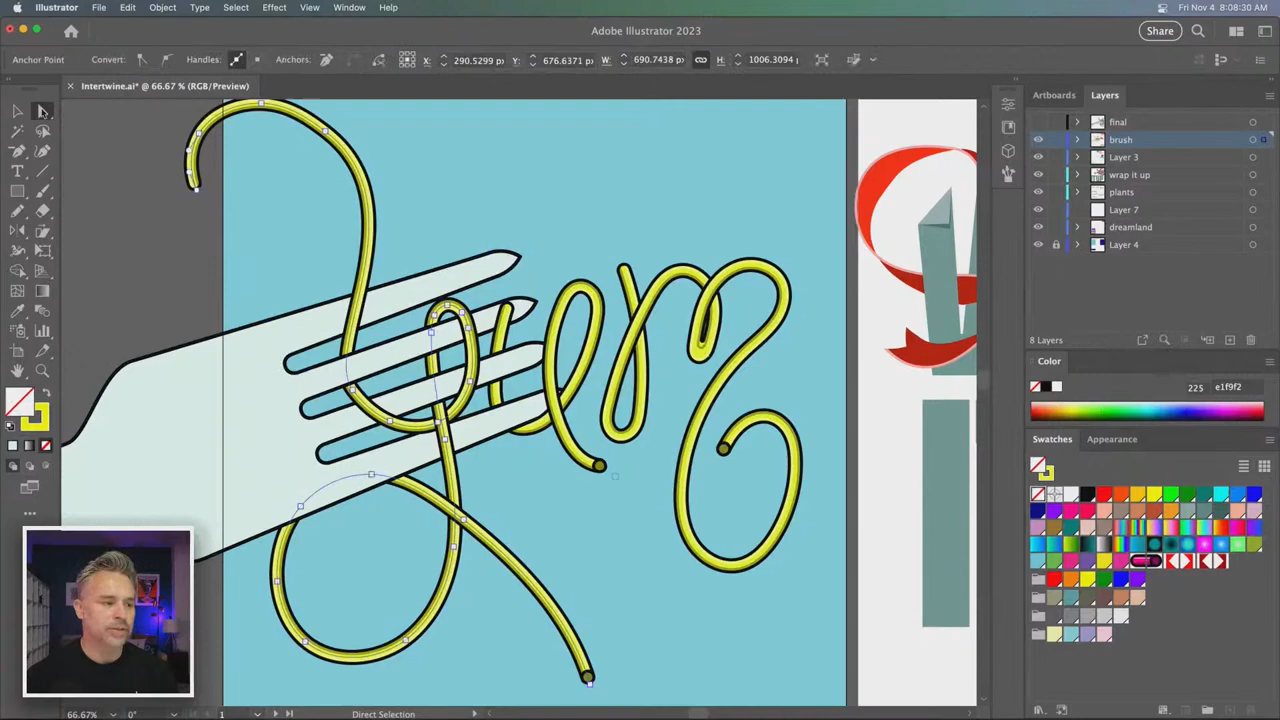 Illustrator File Edit Object Type Select Effect View Window Help
Fri Nov 4 8:08:30 AM
Adobe Illustrator 2023
Share
Anchor Point Convert: Handles: Anchors: X: 290.5299 p Y: 676.6371 p W: 690.7438 p H: 1006.3094
× Intertwine.ai* @ 66.67 % (RGB/Preview)
Artboards Layers
final
brush
Layer 3
wrap it up
plants
Layer 7
dreamland
Layer 4
8 Layers
Color
225 e1f9f2
Swatches Appearance
66.67% 0° 1 Direct Selection